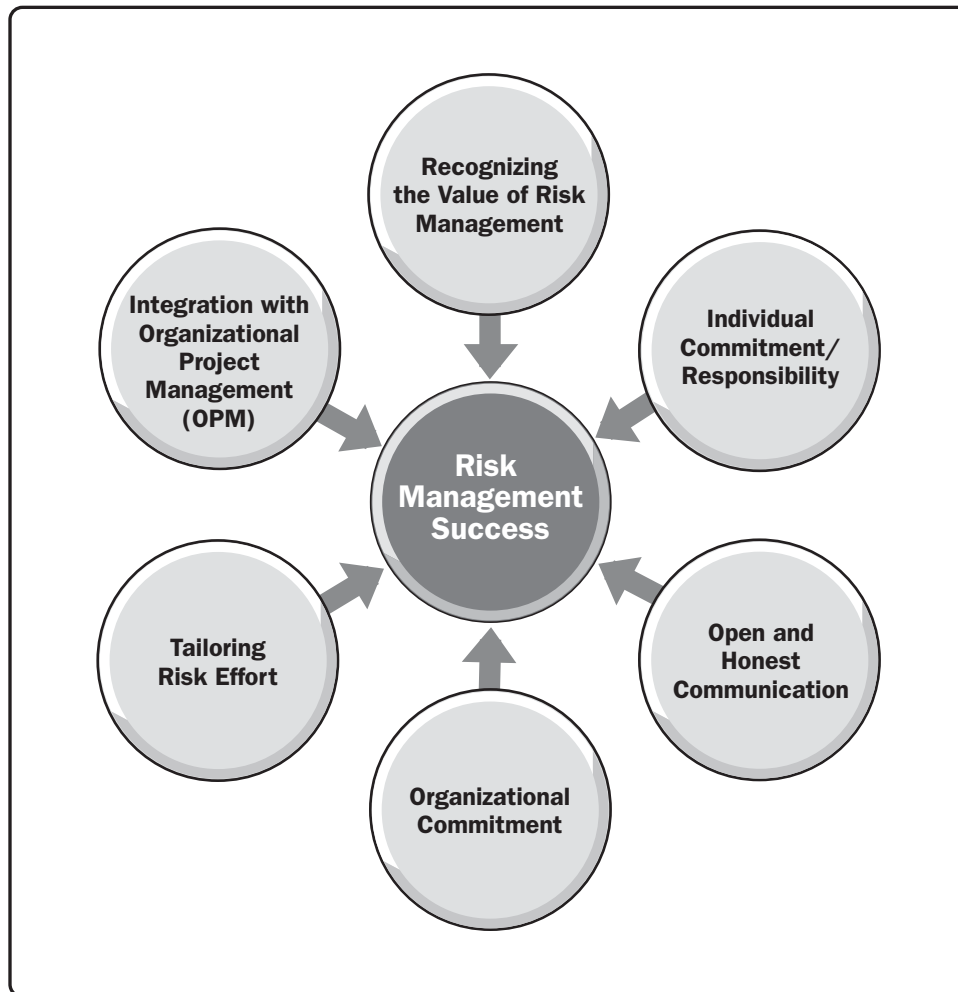 Recognizing
the Value of Risk
Management
Integration with
Organizational
Project
Management
(OPM)
Individual
Commitment/
Responsibility
Risk
Management
Success
Tailoring
Risk Effort
Open and
Honest
Communication
Organizational
Commitment